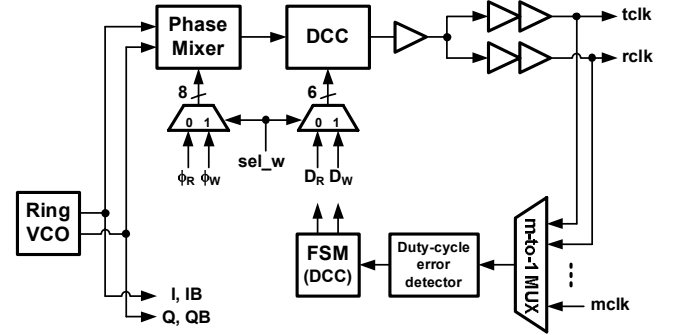 Phase
Mixer
DCC
tclk
rclk
8
6
0 1
0 1
sel_w
ϕR ϕW
DR DW
Ring
VCO
FSM
(DCC)
Duty-cycle
error
detector
m-to-1 MUX
mclk
I, IB
Q, QB